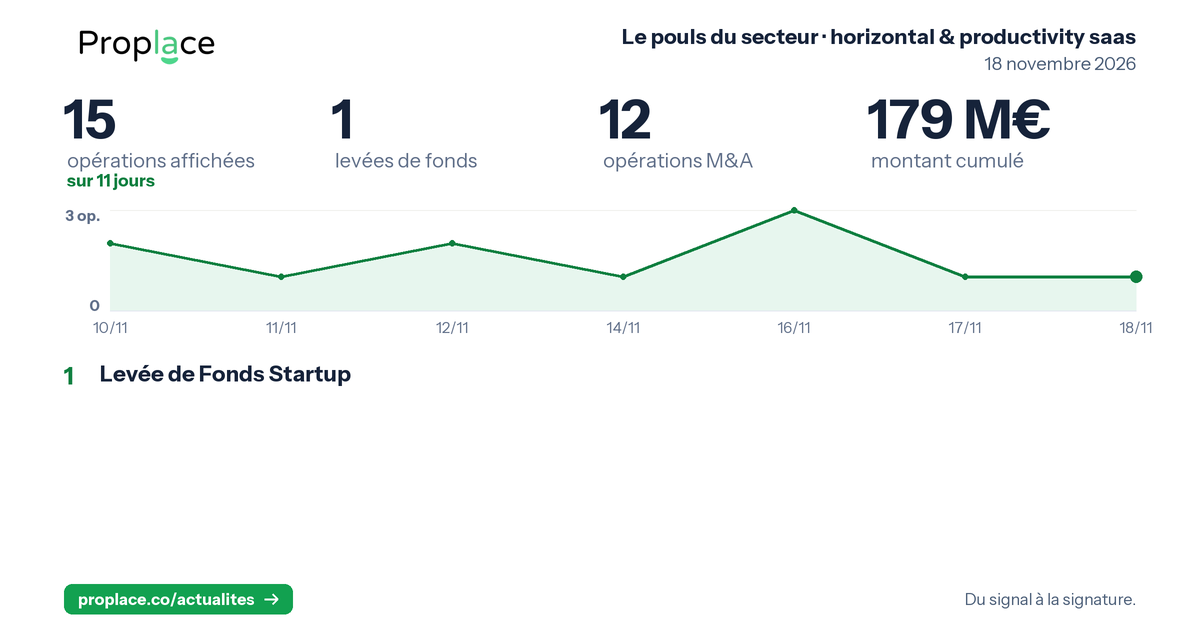 Proplace
Le pouls du secteur · horizontal & productivity saas
18 novembre 2026
15
opérations affichées
sur 11 jours
1
levées de fonds
12
opérations M&A
179 M€
montant cumulé
3 op.
0
10/11
11/11
12/11
14/11
16/11
17/11
18/11
1 Levée de Fonds Startup
proplace.co/actualites →
Du signal à la signature.